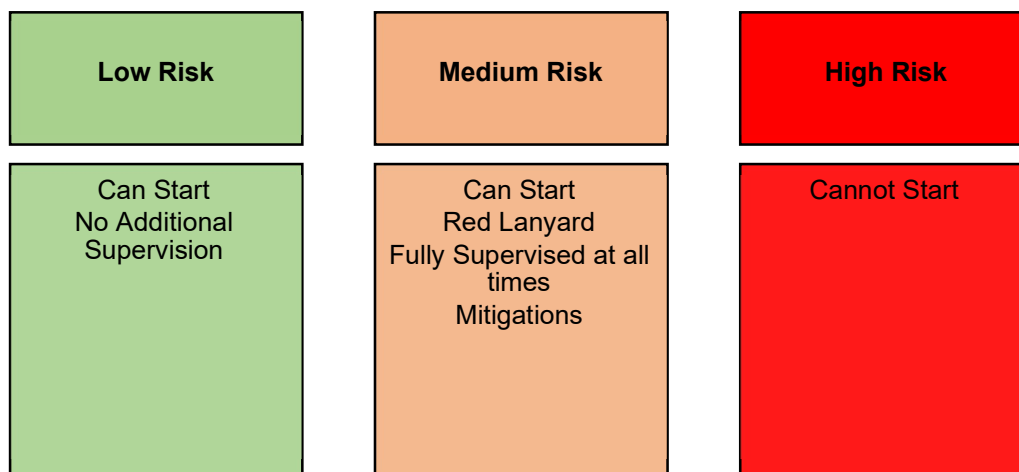 Low Risk
Medium Risk
High Risk
Can Start
No Additional
Supervision
Can Start
Red Lanyard
Fully Supervised at all
times
Mitigations
Cannot Start